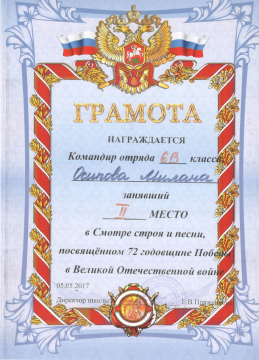 ГРАМОТА
НАГРАЖДАЕТСЯ
Командир отряда 6В класса
Осипова Милана
занявший
II МЕСТО
в Смотре строя и песни,
посвящённом 72 годовщине Победы
в Великой Отечественной войне
05.05.2017
Директор школы